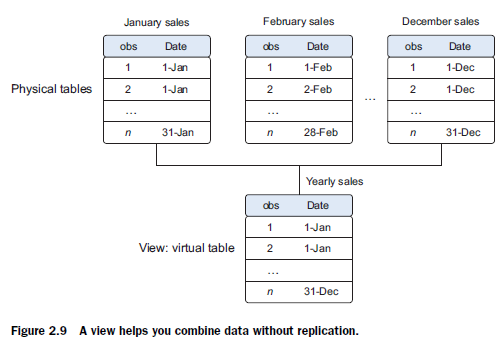 January sales
February sales
December sales
obs Date
obs Date
obs Date
Physical tables
1 1-Jan
1 1-Feb
1 1-Dec
2 1-Jan
2 2-Feb
2 1-Dec
...
...
...
...
n 31-Jan
n 28-Feb
n 31-Dec
Yearly sales
obs Date
1 1-Jan
View: virtual table
2 1-Jan
...
n 31-Dec
Figure 2.9 A view helps you combine data without replication.